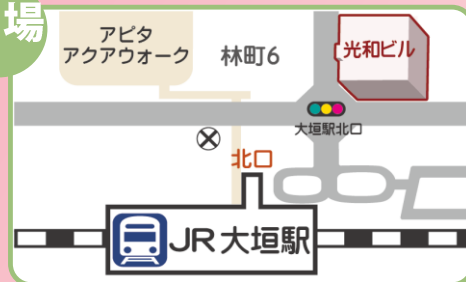 場
アピタ
アクアウォーク
林町6
光和ビル
大垣駅北口
北口
JR大垣駅